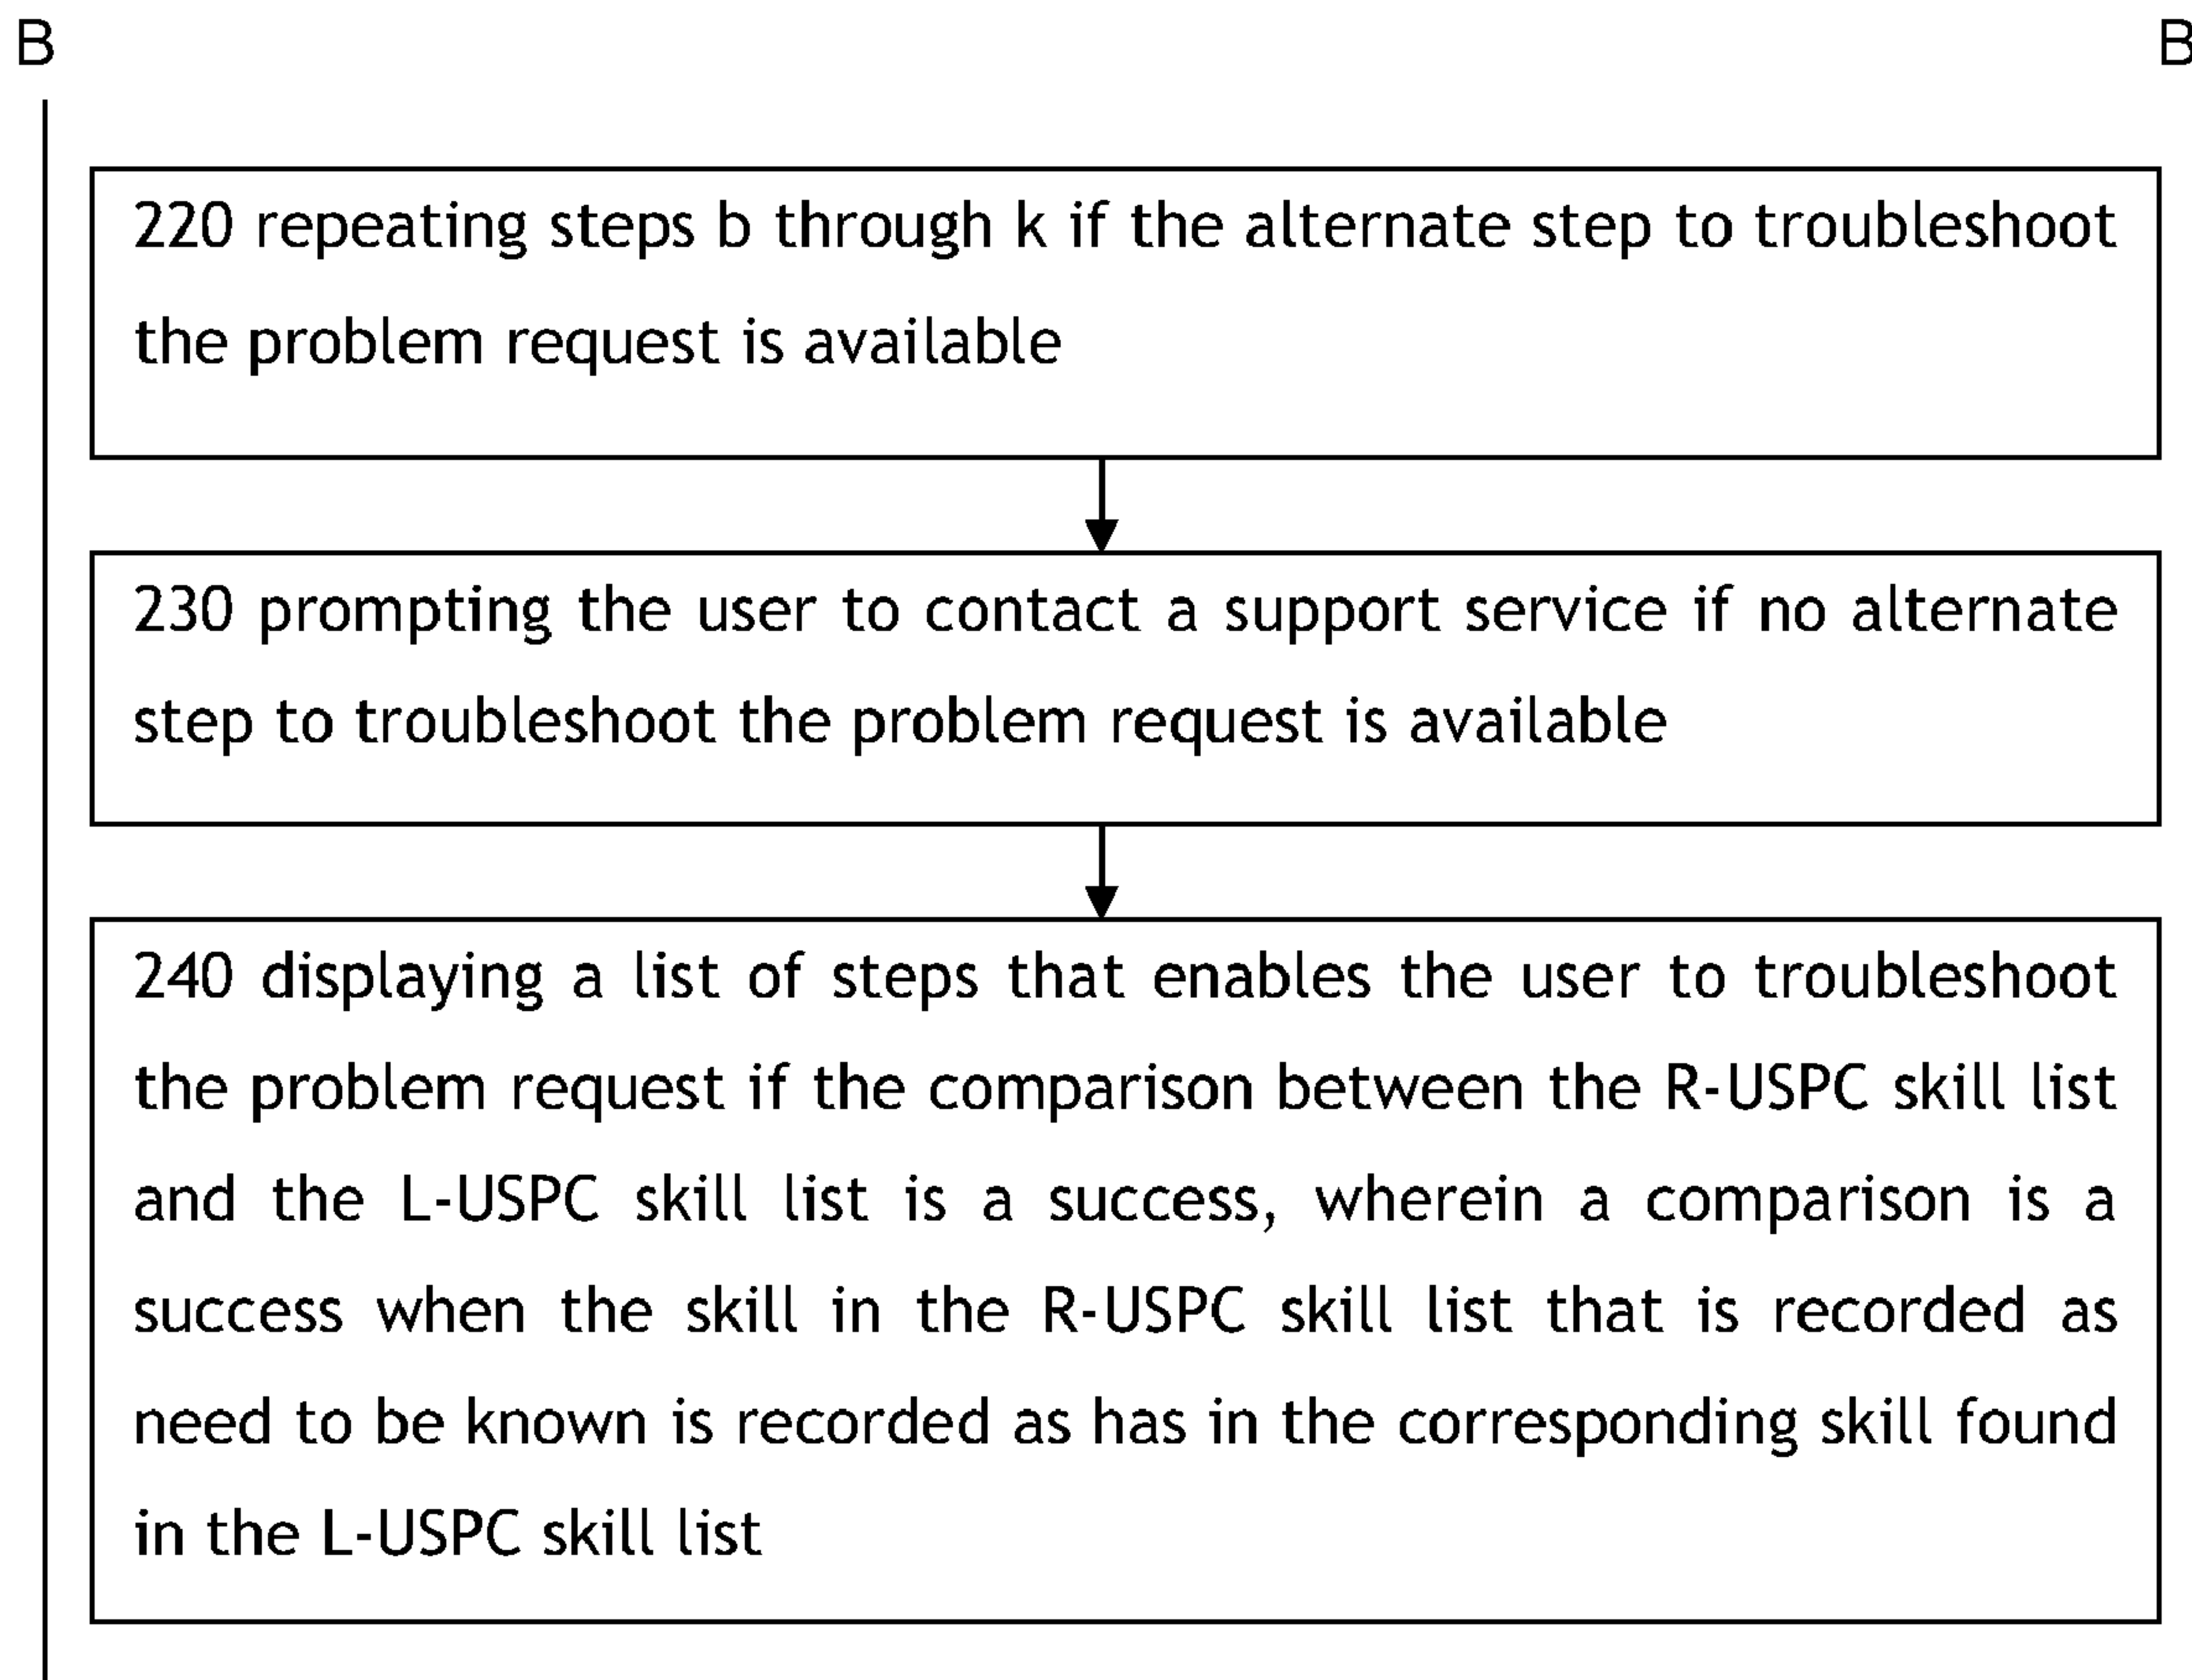 B B
220 repeating steps b through k if the alternate step to troubleshoot
the problem request is available
230 prompting the user to contact a support service if no alternate
step to troubleshoot the problem request is available
240 displaying a list of steps that enables the user to troubleshoot
the problem request if the comparison between the R-USPC skill list
and the L-USPC skill list is a success, wherein a comparison is a
success when the skill in the R-USPC skill list that is recorded as
need to be known is recorded as has in the corresponding skill found
in the L-USPC skill list